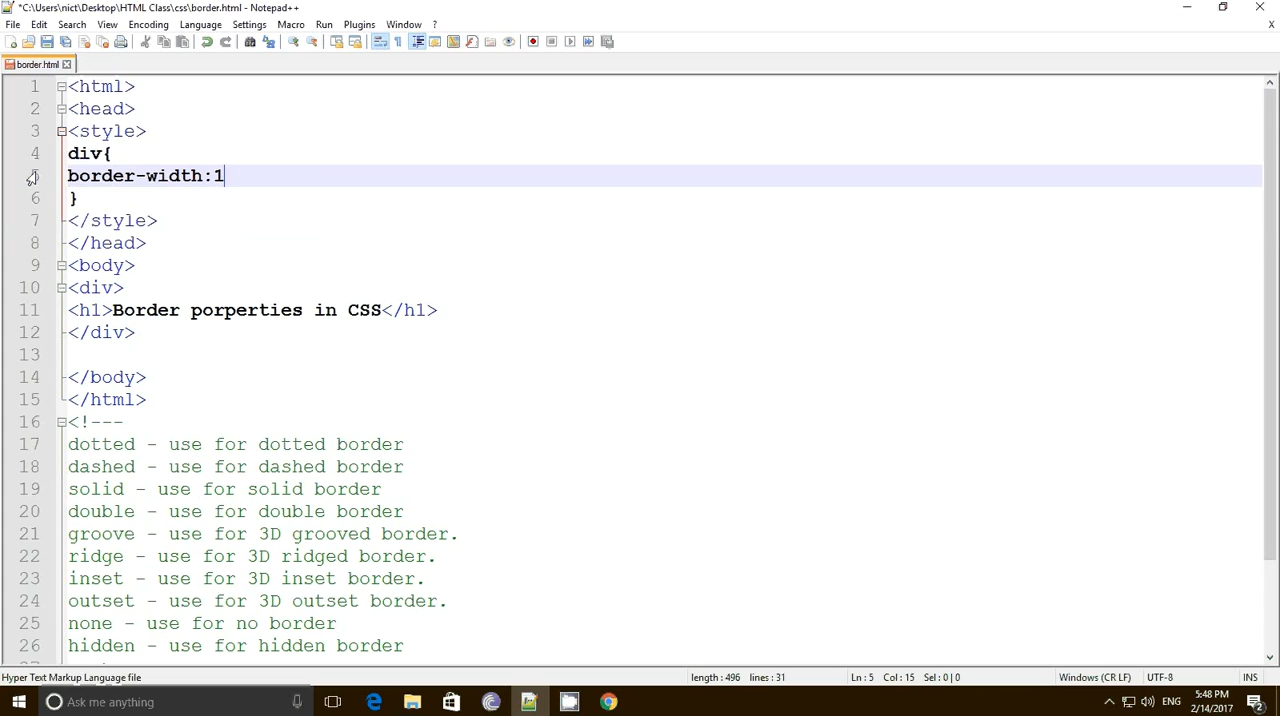 *C:\Users\nict\Desktop\HTML Class\css\border.html - Notepad++
File Edit Search View Encoding Language Settings Macro Run Plugins Window ? X
border.html
1 <html>
2 <head>
3 <style>
4 div{
5 border-width:1
6 }
7 </style>
8 </head>
9 <body>
10 <div>
11 <h1>Border porperties in CSS</h1>
12 </div>
13
14 </body>
15 </html>
16 <!---
17 dotted - use for dotted border
18 dashed - use for dashed border
19 solid - use for solid border
20 double - use for double border
21 groove - use for 3D grooved border.
22 ridge - use for 3D ridged border.
23 inset - use for 3D inset border.
24 outset - use for 3D outset border.
25 none - use for no border
26 hidden - use for hidden border
Hyper Text Markup Language file length : 496 lines : 31 Ln : 5 Col : 15 Sel : 0 | 0 Windows (CR LF) UTF-8 INS
Ask me anything ENG 5:48 PM
2/14/2017 2